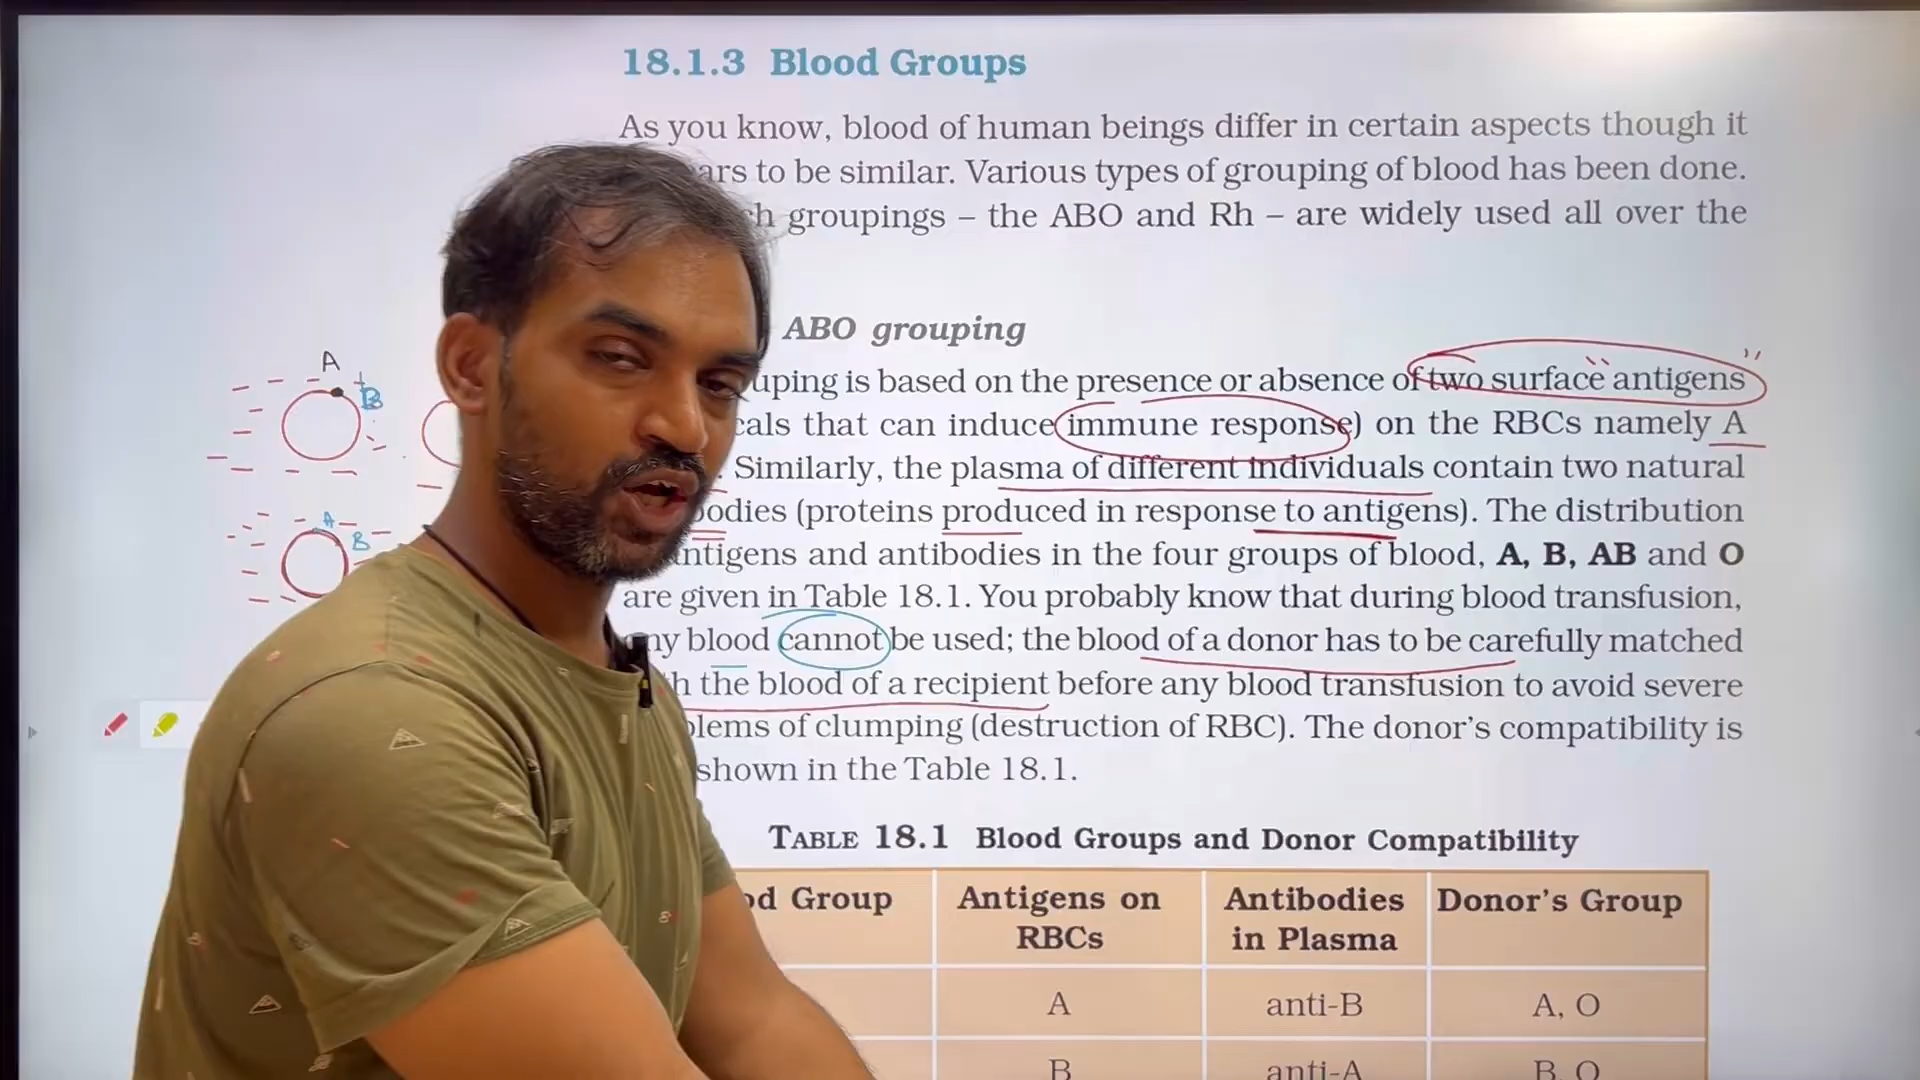 18.1.3 Blood Groups
As you know, blood of human beings differ in certain aspects though it
ars to be similar. Various types of grouping of blood has been done.
ch groupings – the ABO and Rh – are widely used all over the
ABO grouping
A
B
uping is based on the presence or absence of two surface antigens
cals that can induce immune response) on the RBCs namely A
. Similarly, the plasma of different individuals contain two natural
bodies (proteins produced in response to antigens). The distribution
A
B
ntigens and antibodies in the four groups of blood, A, B, AB and O
are given in Table 18.1. You probably know that during blood transfusion,
ny blood cannot be used; the blood of a donor has to be carefully matched
h the blood of a recipient before any blood transfusion to avoid severe
blems of clumping (destruction of RBC). The donor’s compatibility is
shown in the Table 18.1.
TABLE 18.1 Blood Groups and Donor Compatibility
od Group Antigens on RBCs Antibodies in Plasma Donor’s Group
A anti-B A, O
B anti-A B, O